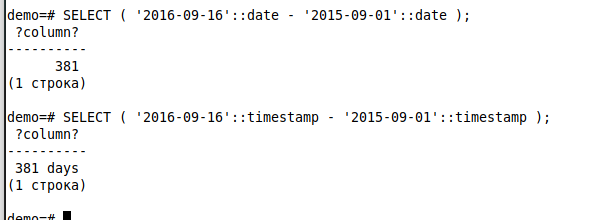 demo=# SELECT ( '2016-09-16'::date - '2015-09-01'::date );
?column?
----------
381
(1 строка)
demo=# SELECT ( '2016-09-16'::timestamp - '2015-09-01'::timestamp );
?column?
----------
381 days
(1 строка)
demo=#